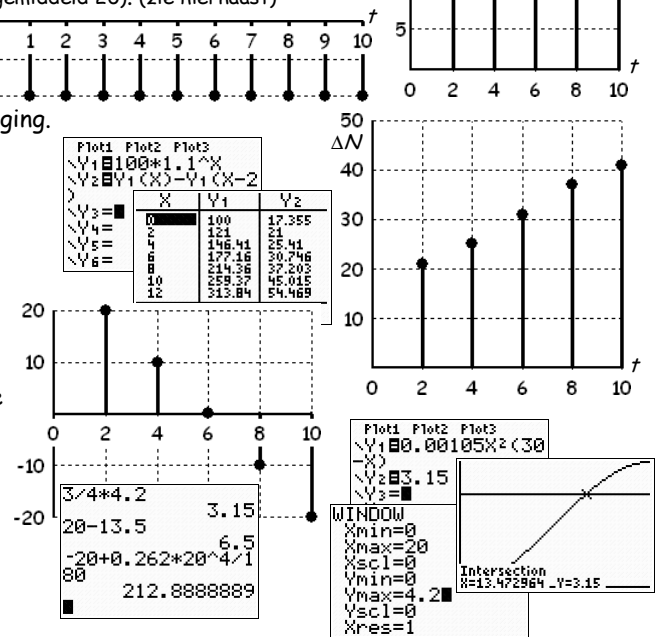 t
1 2 3 4 5 6 7 8 9 10
ging.
5
0 2 4 6 8 10
t
Plot1 Plot2 Plot3
\Y1=100*1.1^X
\Y2=Y1(X)-Y1(X-2
)
\Y3=
\Y4=
\Y5=
\Y6=
X Y1 Y2
0 100 17.355
2 121 21
4 146.41 25.41
6 177.16 30.746
8 214.36 37.203
10 259.37 45.015
12 313.84 54.469
50
ΔN
40
30
20
10
0 2 4 6 8 10
t
20
10
0 2 4 6 8 10
-10
-20
3/4*4.2
3.15
20-13.5
6.5
-20+0.262*20^4/1
80
212.8888889
Plot1 Plot2 Plot3
\Y1=0.00105X²(30
-X)
\Y2=3.15
\Y3=
WINDOW
Xmin=0
Xmax=20
Xscl=0
Ymin=0
Ymax=4.2
Yscl=0
Xres=1
Intersection
X=13.472964 Y=3.15